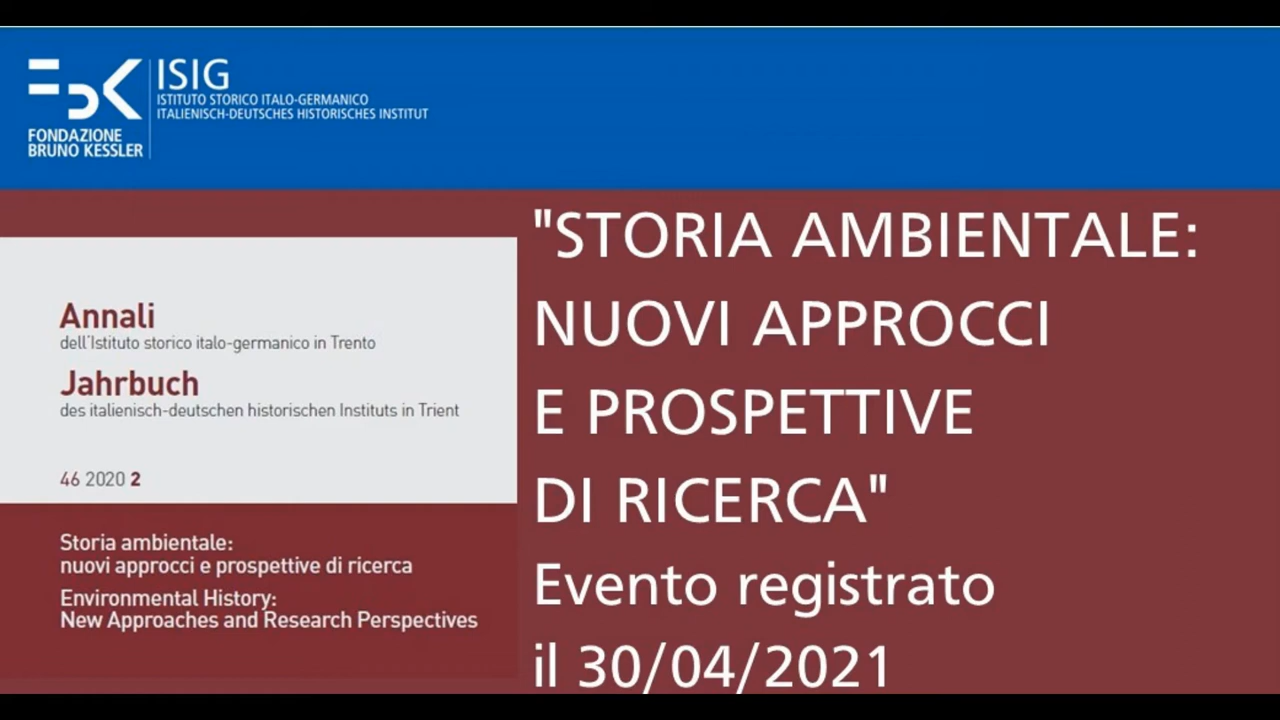 FBK
FONDAZIONE
BRUNO KESSLER
ISIG
ISTITUTO STORICO ITALO-GERMANICO
ITALIENISCH-DEUTSCHES HISTORISCHES INSTITUT
Annali
dell'Istituto storico italo-germanico in Trento
Jahrbuch
des italienisch-deutschen historischen Instituts in Trient
46 2020 2
Storia ambientale:
nuovi approcci e prospettive di ricerca
Environmental History:
New Approaches and Research Perspectives
"STORIA AMBIENTALE:
NUOVI APPROCCI
E PROSPETTIVE
DI RICERCA"
Evento registrato
il 30/04/2021